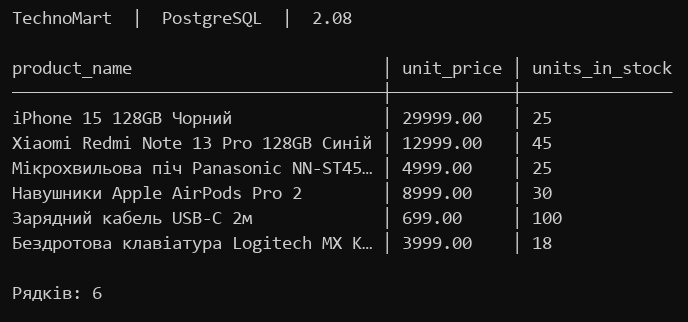 TechnoMart | PostgreSQL | 2.08
product_name | unit_price | units_in_stock
iPhone 15 128GB Чорний | 29999.00 | 25
Xiaomi Redmi Note 13 Pro 128GB Синій | 12999.00 | 45
Мікрохвильова піч Panasonic NN-ST45… | 4999.00 | 25
Навушники Apple AirPods Pro 2 | 8999.00 | 30
Зарядний кабель USB-C 2м | 699.00 | 100
Бездротова клавіатура Logitech MX K… | 3999.00 | 18
Рядків: 6